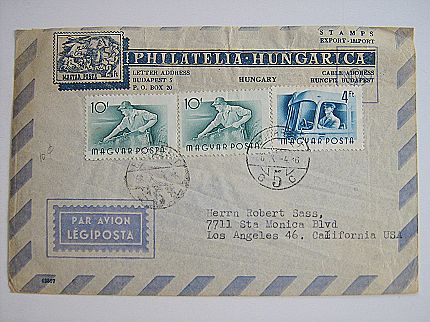 STAMPS
EXPORT-IMPORT
PHILATELIA-HUNGARICA
LETTER ADDRESS
BUDAPEST 5
P. O. BOX 20
HUNGARY
CABLE ADDRESS
HUNGFIL BUDAPEST
MAGYAR POSTA
10f
MAGYAR POSTA
10f
MAGYAR POSTA
4Ft
MAGYAR POSTA
5
PAR AVION
LÉGIPOSTA
Herrn Robert Sass,
7711 Sta Monica Blvd
Los Angeles 46. California USA